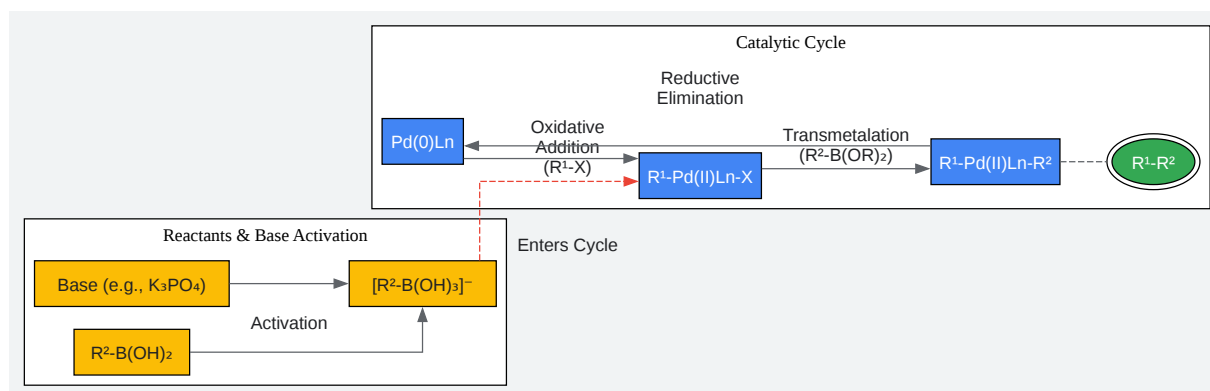 Catalytic Cycle
Reductive
Elimination
Pd(0)Ln
Oxidative
Addition
(R¹-X)
Transmetalation
(R²-B(OR)₂)
R¹-Pd(II)Ln-X
R¹-Pd(II)Ln-R²
R¹-R²
Reactants & Base Activation
Enters Cycle
Base (e.g., K₃PO₄)
[R²-B(OH)₃]⁻
Activation
R²-B(OH)₂